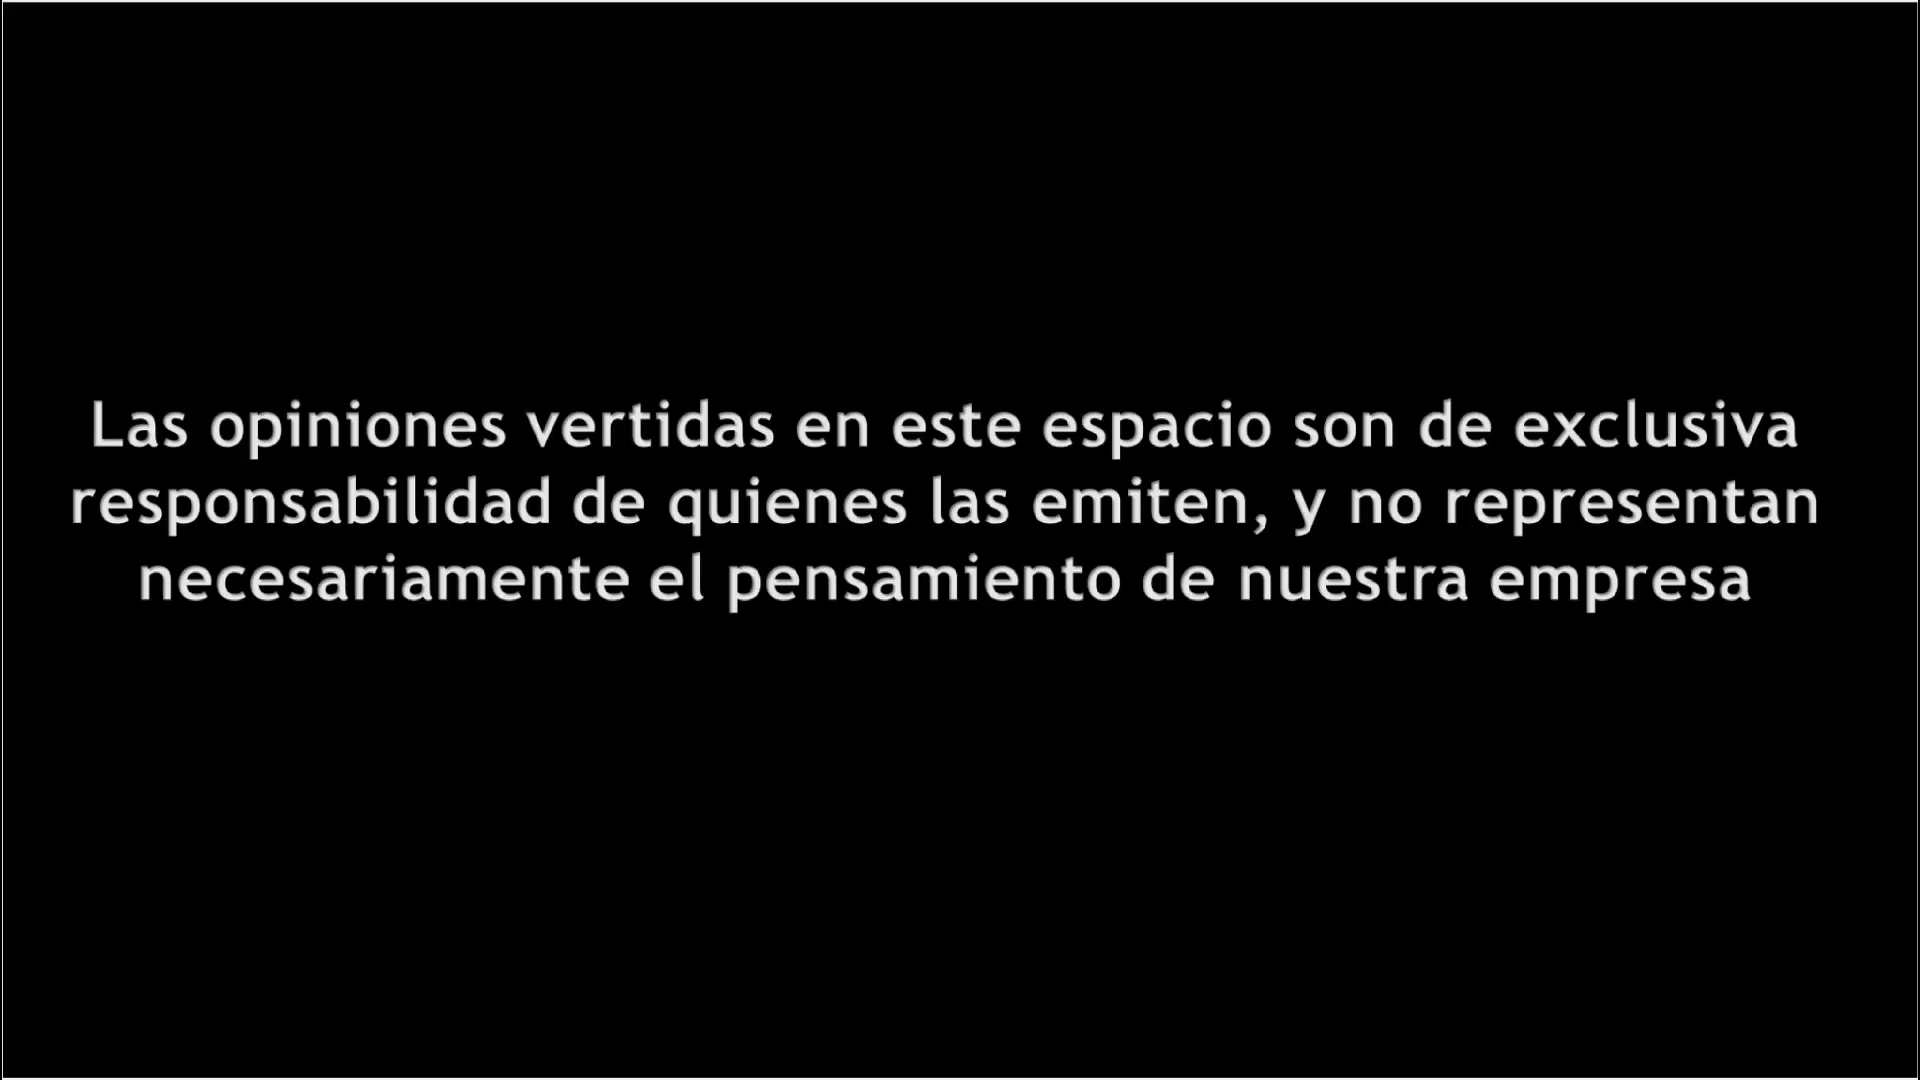 Las opiniones vertidas en este espacio son de exclusiva
responsabilidad de quienes las emiten, y no representan
necesariamente el pensamiento de nuestra empresa